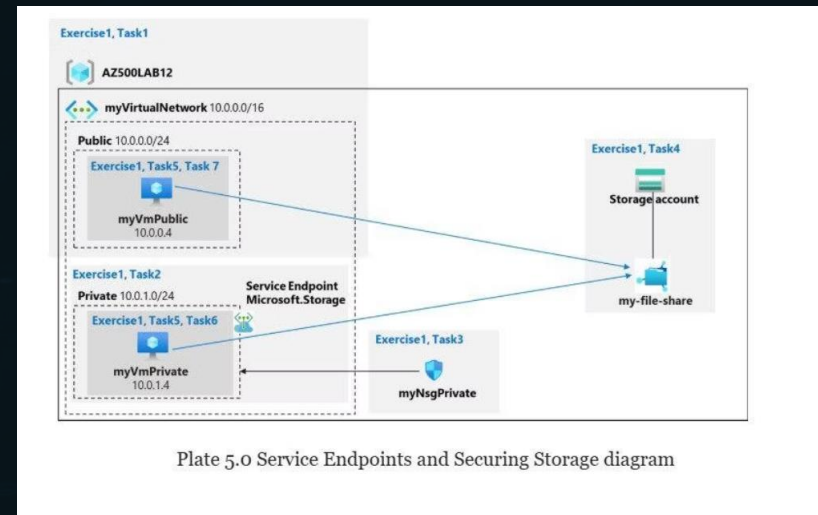 Exercise1, Task1
AZ500LAB12
myVirtualNetwork 10.0.0.0/16
Public 10.0.0.0/24
Exercise1, Task5, Task 7
myVmPublic
10.0.0.4
Exercise1, Task2
Private 10.0.1.0/24
Service Endpoint
Microsoft.Storage
Exercise1, Task5, Task6
myVmPrivate
10.0.1.4
Exercise1, Task3
myNsgPrivate
Exercise1, Task4
Storage account
my-file-share
Plate 5.0 Service Endpoints and Securing Storage diagram